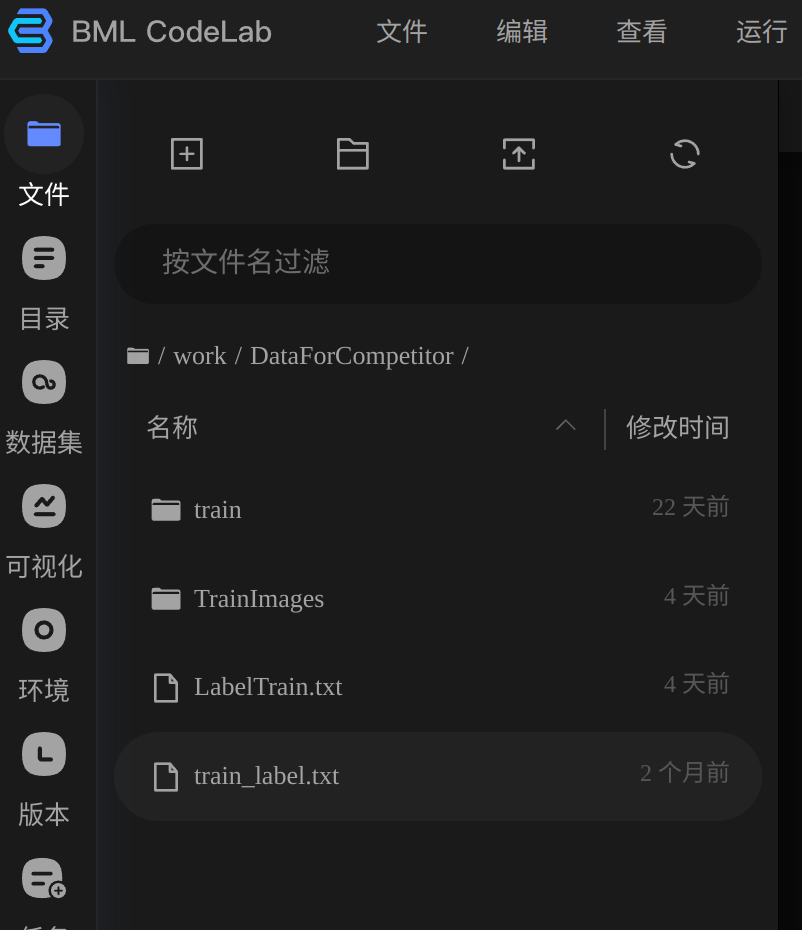 BML CodeLab 文件 编辑 查看 运行
文件
目录
数据集
可视化
环境
版本
按文件名过滤
/ work / DataForCompetitor /
名称 修改时间
train 22 天前
TrainImages 4 天前
LabelTrain.txt 4 天前
train_label.txt 2 个月前